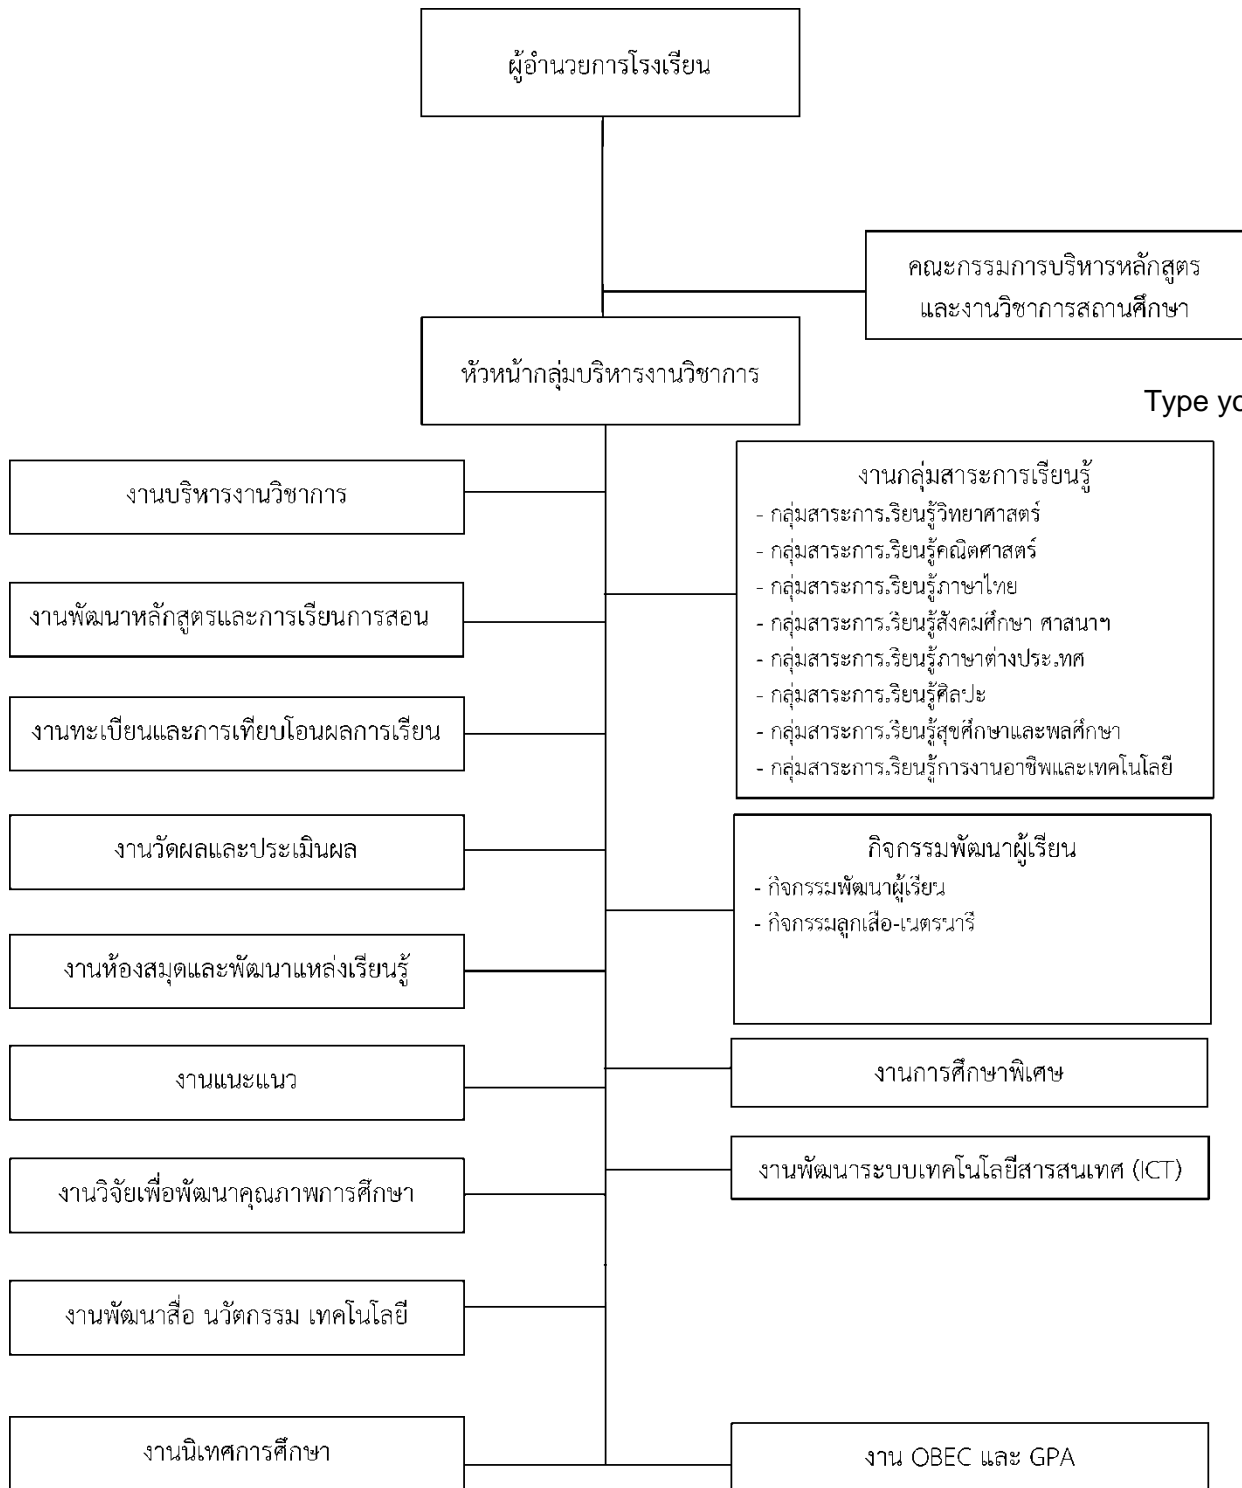 ผู้อำนวยการโรงเรียน
คณะกรรมการบริหารหลักสูตร
และงานวิชาการสถานศึกษา
หัวหน้ากลุ่มบริหารงานวิชาการ
Type yo
งานบริหารงานวิชาการ
งานพัฒนาหลักสูตรและการเรียนการสอน
งานทะเบียนและการเทียบโอนผลการเรียน
งานวัดผลและประเมินผล
งานห้องสมุดและพัฒนาแหล่งเรียนรู้
งานแนะแนว
งานวิจัยเพื่อพัฒนาคุณภาพการศึกษา
งานพัฒนาสื่อ นวัตกรรม เทคโนโลยี
งานนิเทศการศึกษา
งานกลุ่มสาระการเรียนรู้
- กลุ่มสาระการเรียนรู้วิทยาศาสตร์
- กลุ่มสาระการเรียนรู้คณิตศาสตร์
- กลุ่มสาระการเรียนรู้ภาษาไทย
- กลุ่มสาระการเรียนรู้สังคมศึกษา ศาสนาฯ
- กลุ่มสาระการเรียนรู้ภาษาต่างประเทศ
- กลุ่มสาระการเรียนรู้ศิลปะ
- กลุ่มสาระการเรียนรู้สุขศึกษาและพลศึกษา
- กลุ่มสาระการเรียนรู้การงานอาชีพและเทคโนโลยี
กิจกรรมพัฒนาผู้เรียน
- กิจกรรมพัฒนาผู้เรียน
- กิจกรรมลูกเสือ-เนตรนารี
งานการศึกษาพิเศษ
งานพัฒนาระบบเทคโนโลยีสารสนเทศ (ICT)
งาน OBEC และ GPA